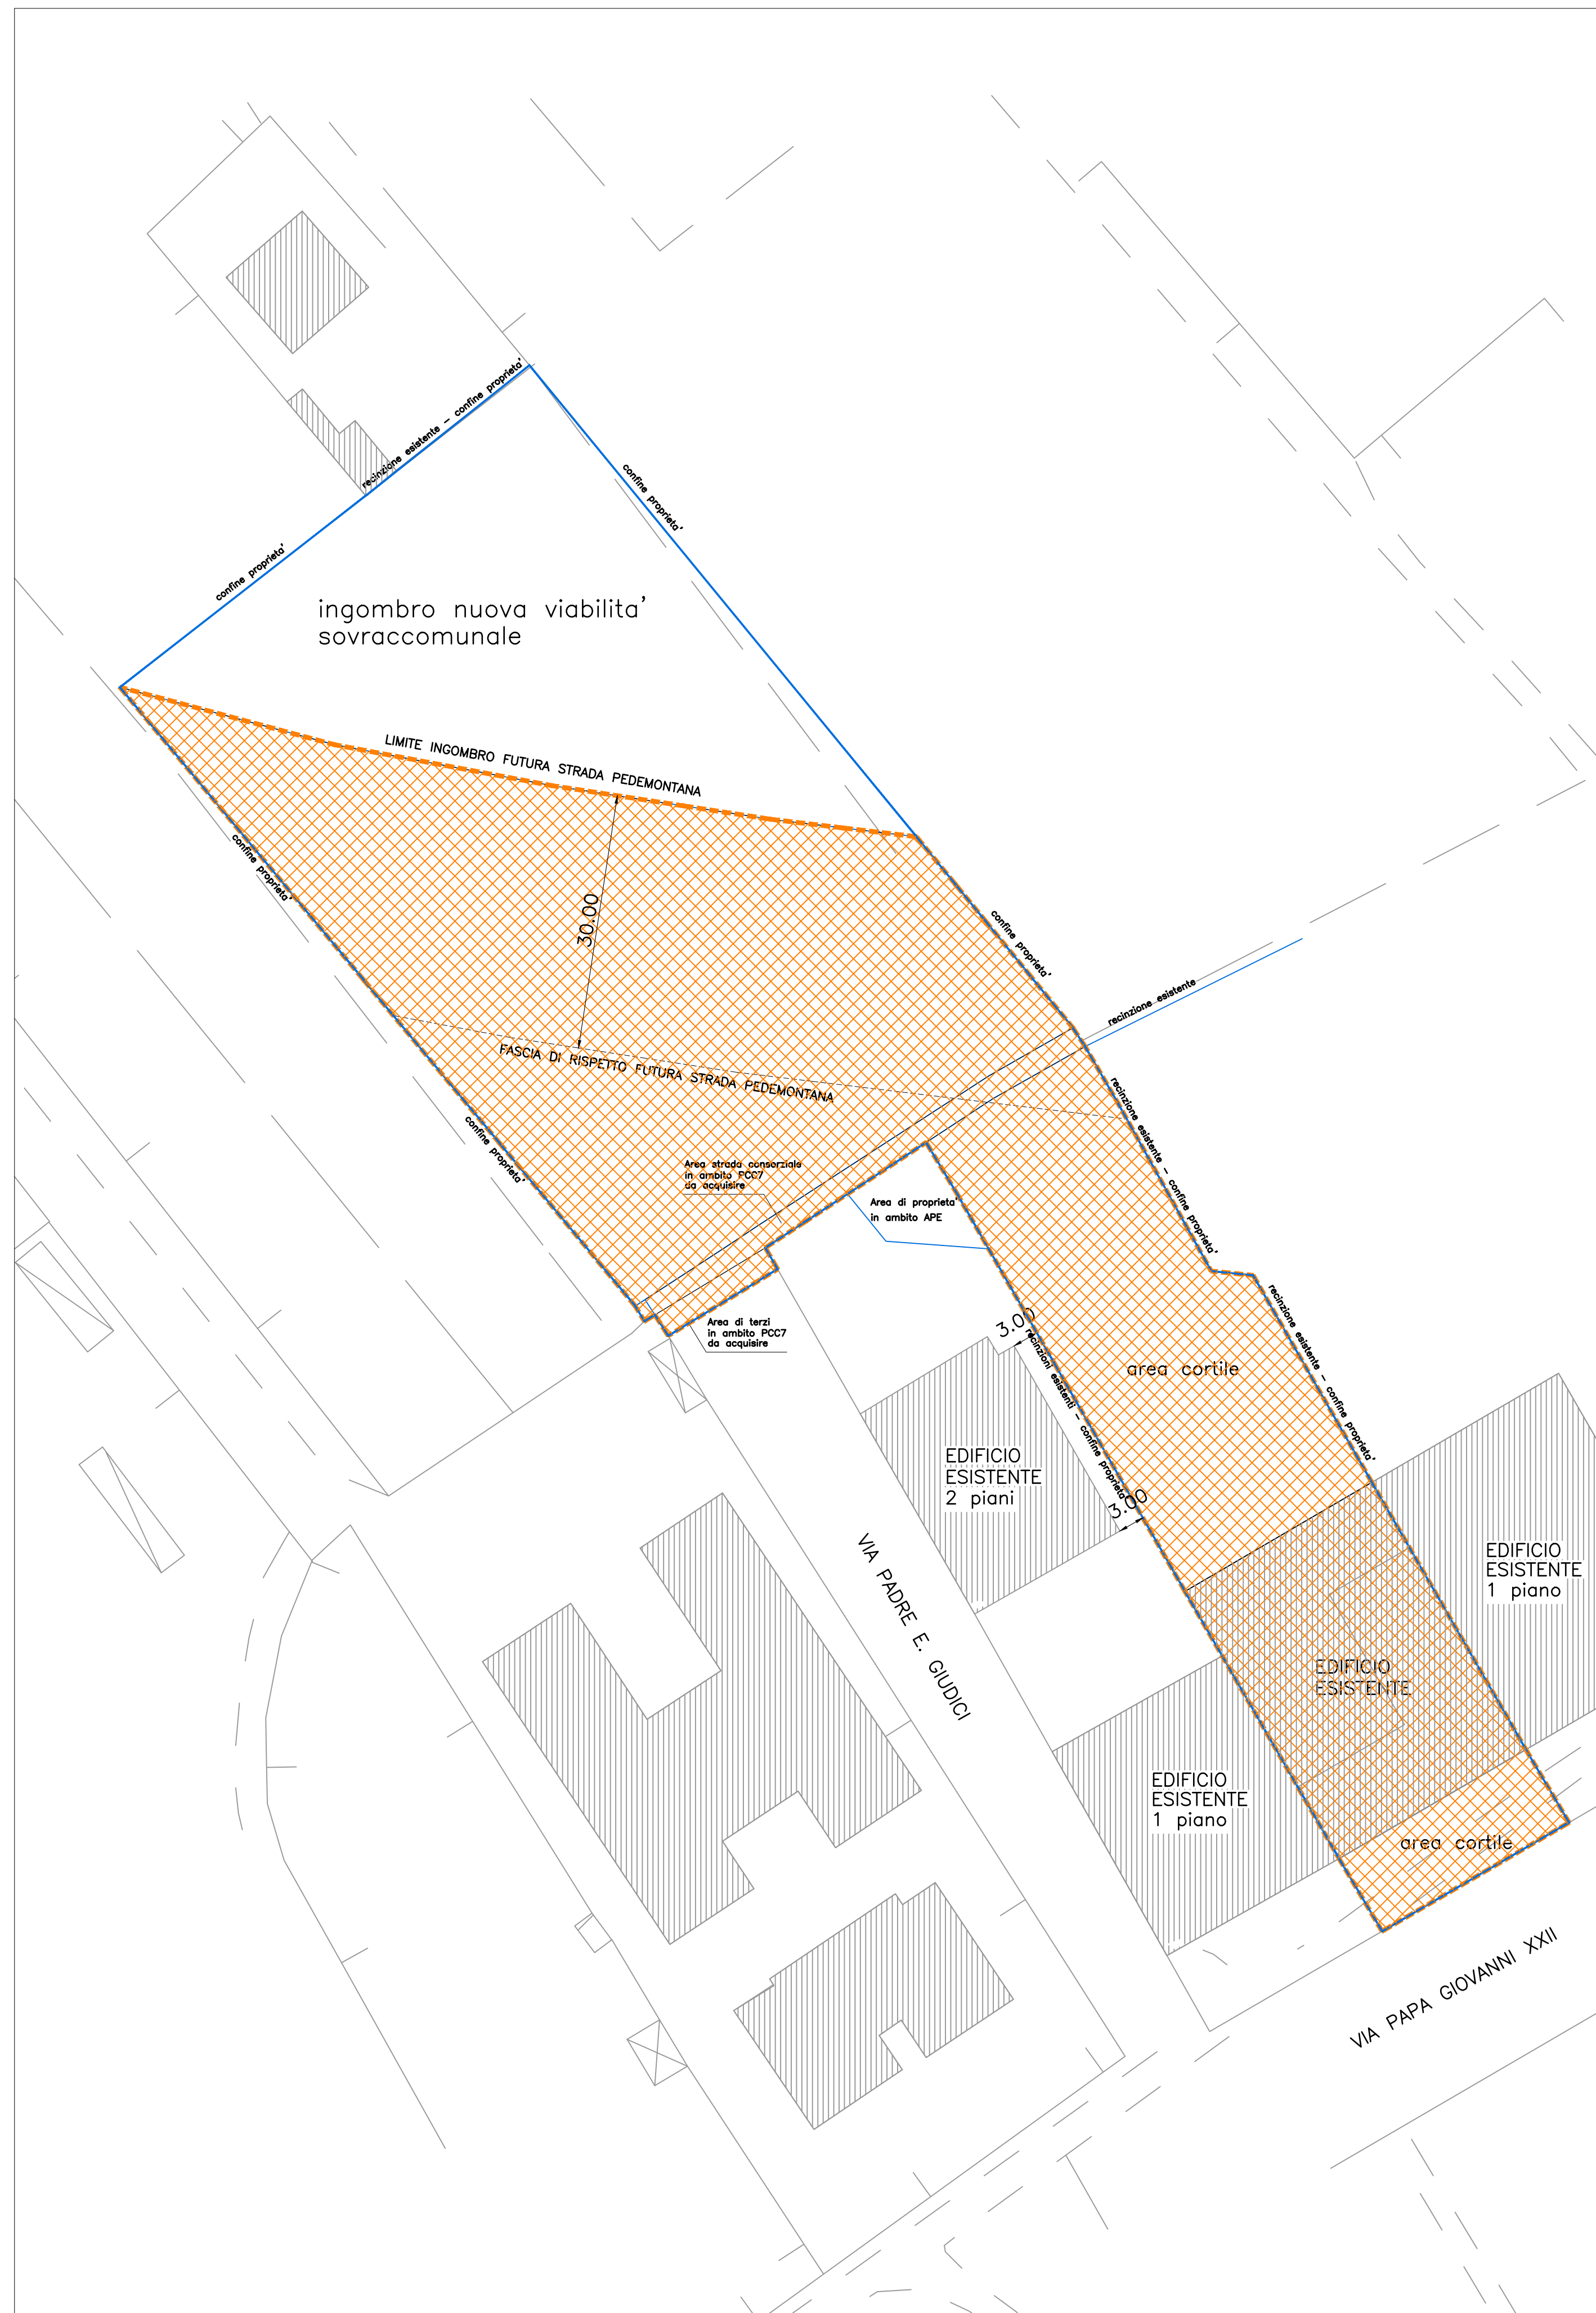 recinzione esistente - confine proprieta'
confine proprieta'
confine proprieta'
ingombro nuova viabilita'
sovraccomunale
LIMITE INGOMBRO FUTURA STRADA PEDEMONTANA
confine proprieta'
30.00
confine proprieta'
recinzione esistente
FASCIA DI RISPETTO FUTURA STRADA PEDEMONTANA
recinzione esistente - confine proprieta'
confine proprieta'
Area strada consorziale
in ambito PCC7
da acquisire
Area di proprieta'
in ambito APE
Area di terzi
in ambito PCC7
da acquisire
3.00
recinzioni esistenti - confine proprieta'
recinzione esistente - confine proprieta'
area cortile
EDIFICIO
ESISTENTE
2 piani
3.00
VIA PADRE E. GIUDICI
EDIFICIO
ESISTENTE
1 piano
EDIFICIO
ESISTENTE
EDIFICIO
ESISTENTE
1 piano
area cortile
VIA PAPA GIOVANNI XXII